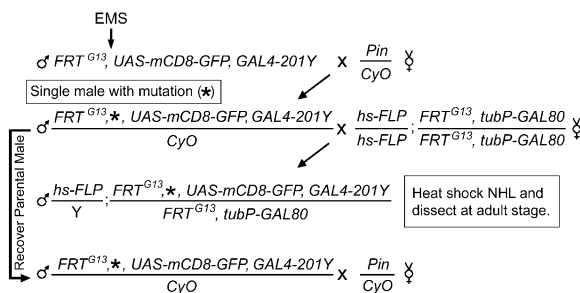 EMS
♂ FRT G13, UAS-mCD8-GFP, GAL4-201Y X Pin ☿
CyO
Single male with mutation (*)
♂ FRT G13,*, UAS-mCD8-GFP, GAL4-201Y X hs-FLP ; FRT G13, tubP-GAL80 ☿
CyO hs-FLP FRT G13, tubP-GAL80
Recover Parental Male
♂ hs-FLP ; FRT G13,*, UAS-mCD8-GFP, GAL4-201Y
Y FRT G13, tubP-GAL80
Heat shock NHL and
dissect at adult stage.
♂ FRT G13,*, UAS-mCD8-GFP, GAL4-201Y X Pin ☿
CyO CyO